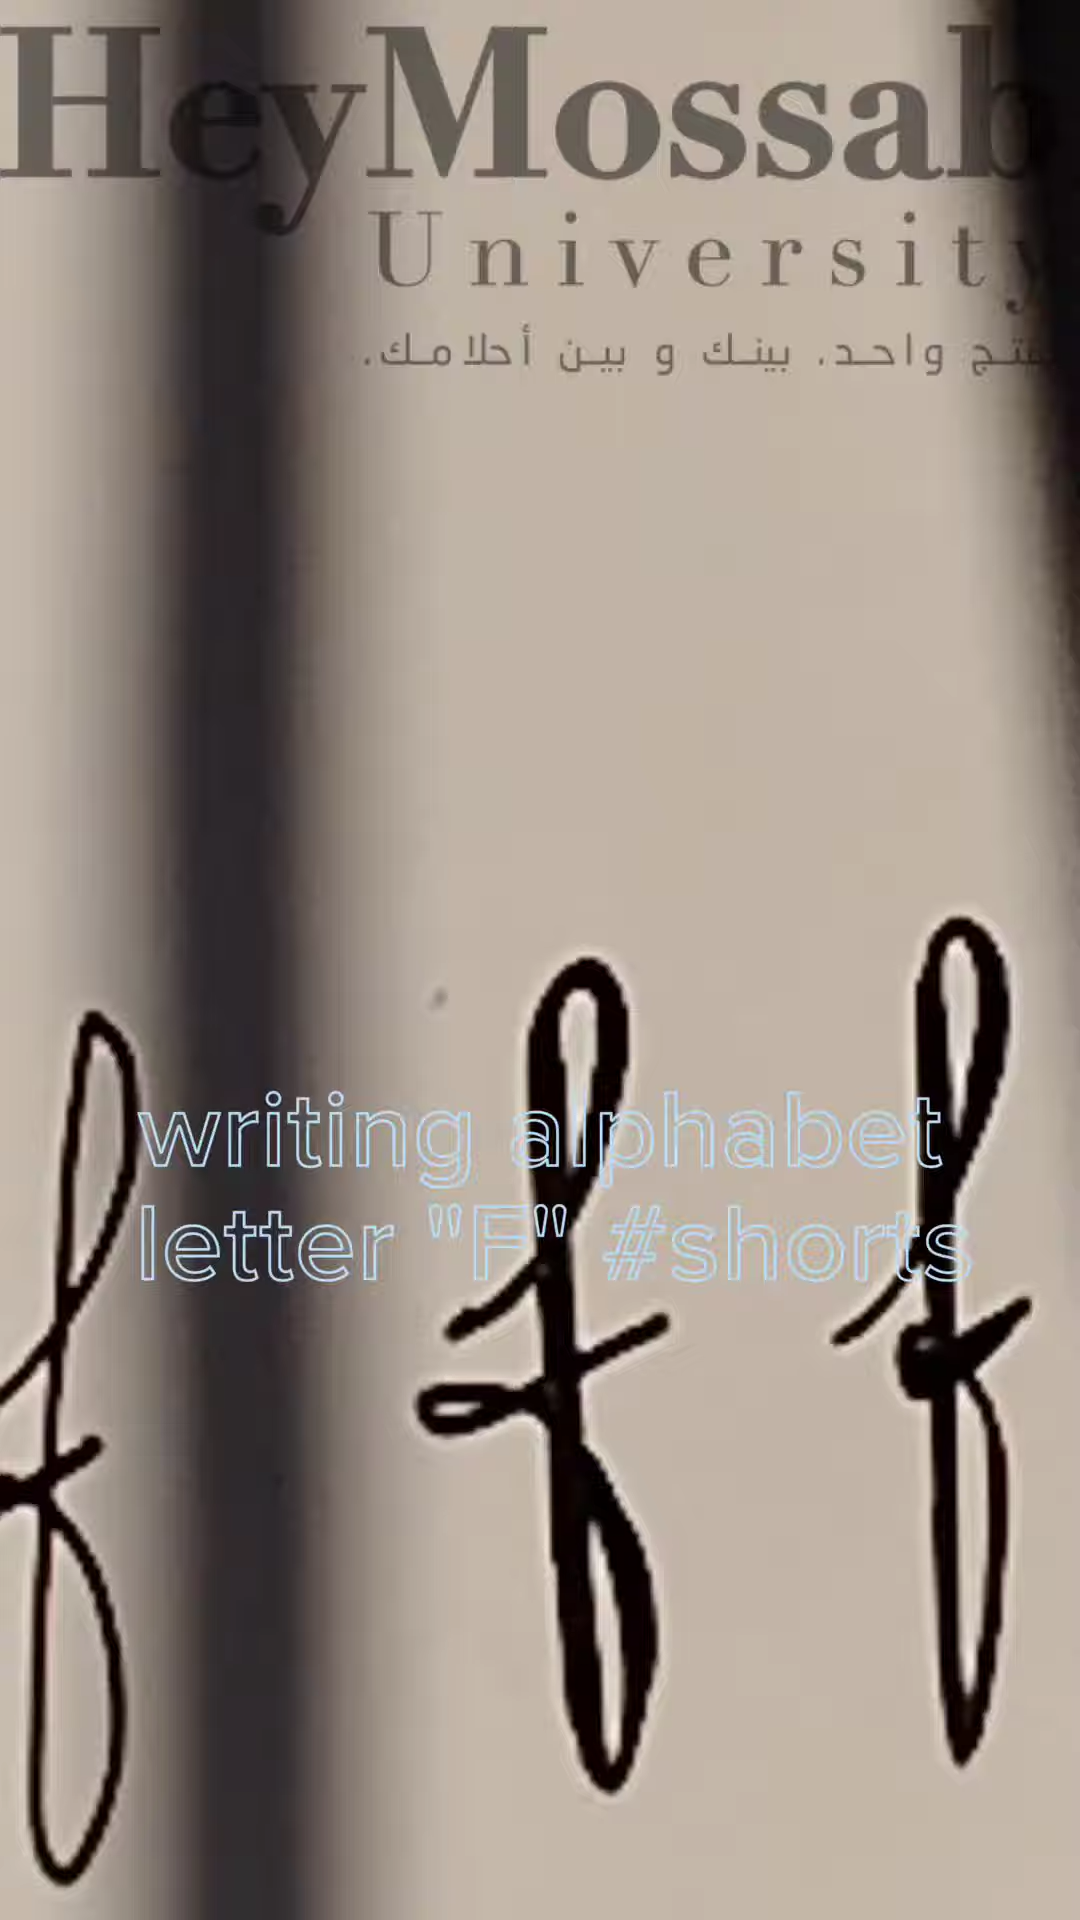 HeyMossab
University
واحد. بينك و بين أحلامك.
writing alphabet
letter "F" #shorts
f f f